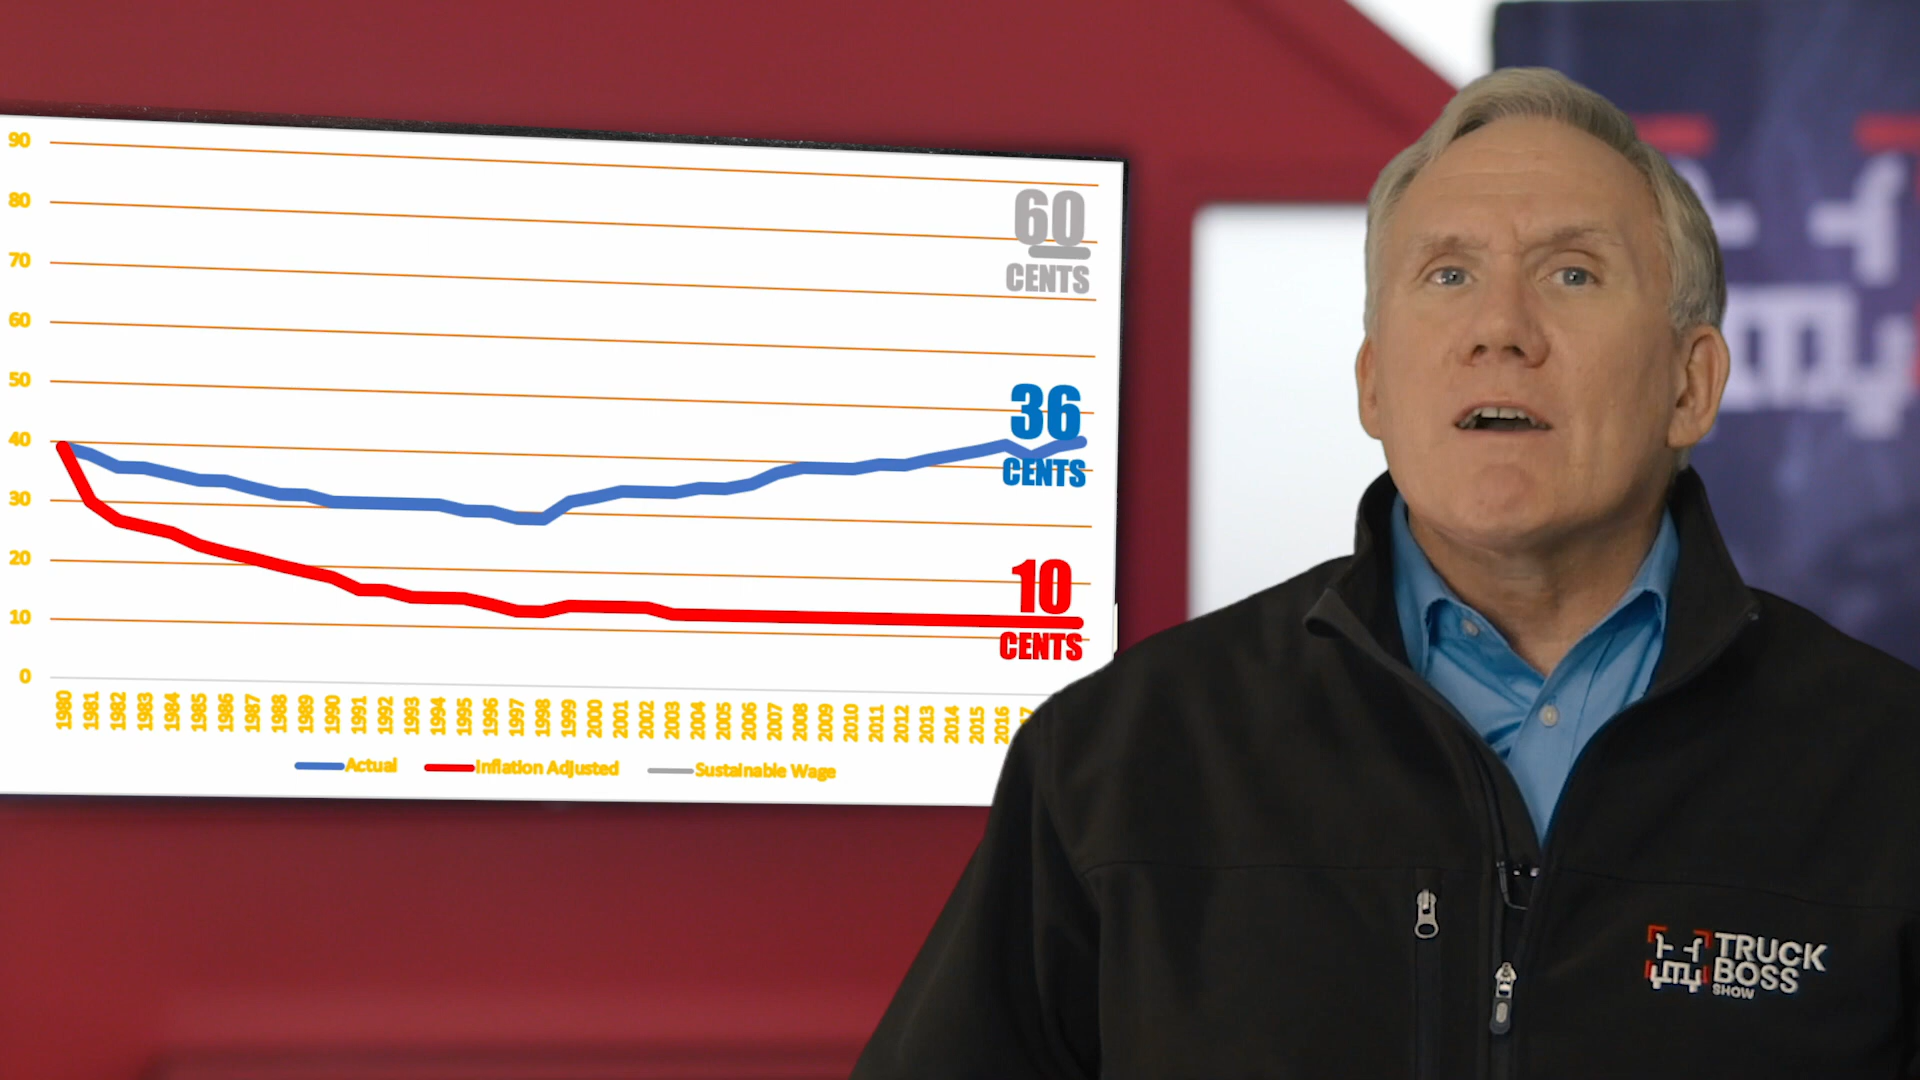 90
80
70
60
50
40
30
20
10
0
60
CENTS
36
CENTS
10
CENTS
1980 1981 1982 1983 1984 1985 1986 1987 1988 1989 1990 1991 1992 1993 1994 1995 1996 1997 1998 1999 2000 2001 2002 2003 2004 2005 2006 2007 2008 2009 2010 2011 2012 2013 2014 2015 2016
Actual Inflation Adjusted Sustainable Wage
TRUCK
BOSS
SHOW